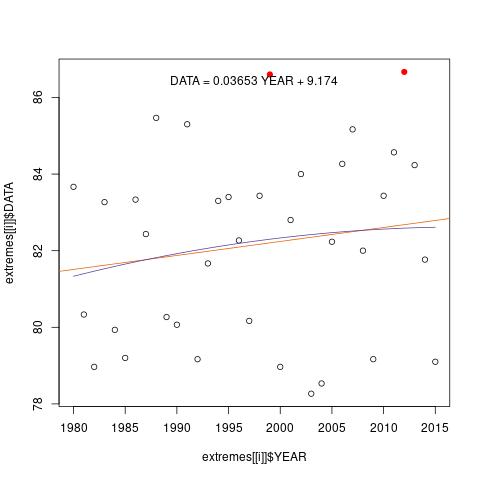 DATA = 0.03653 YEAR + 9.174
extremes[[i]]$DATA
86
84
82
80
78
1980 1985 1990 1995 2000 2005 2010 2015
extremes[[i]]$YEAR